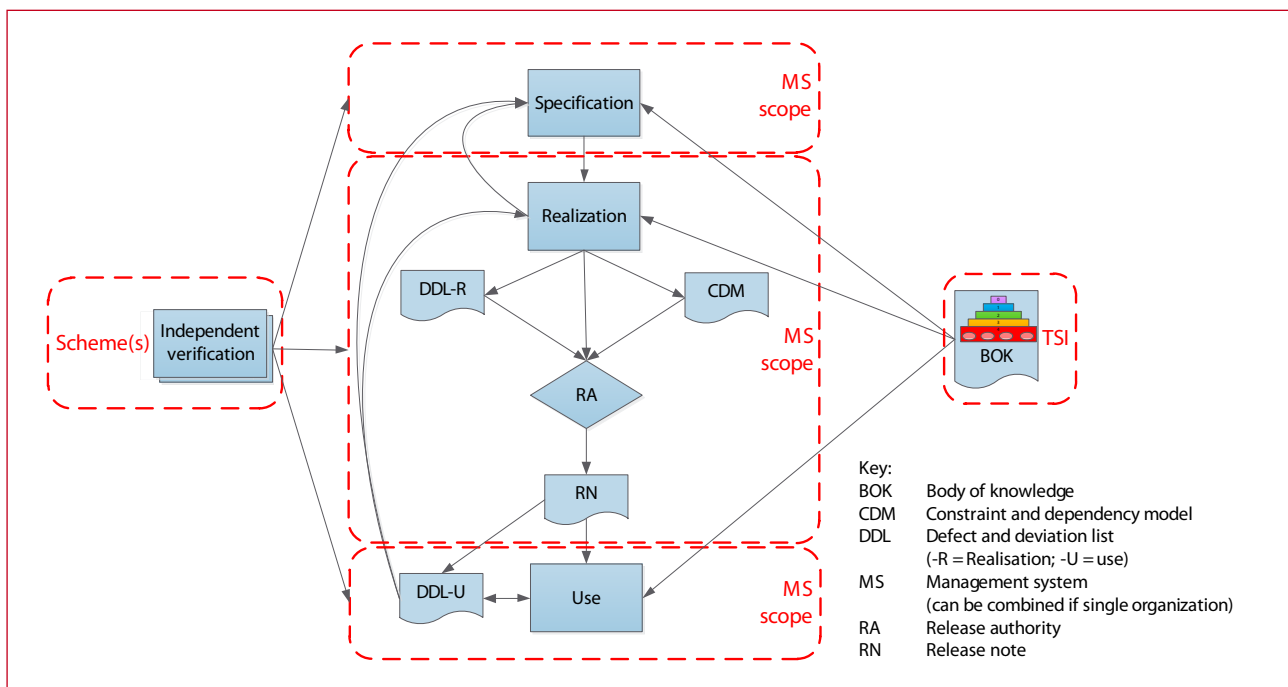 Specification
MS
scope
Realization
DDL-R
CDM
MS
scope
Scheme(s)
Independent
verification
RA
BOK
TSI
RN
DDL-U
Use
MS
scope
Key:
BOK Body of knowledge
CDM Constraint and dependency model
DDL Defect and deviation list
(-R = Realisation; -U = use)
MS Management system
(can be combined if single organization)
RA Release authority
RN Release note